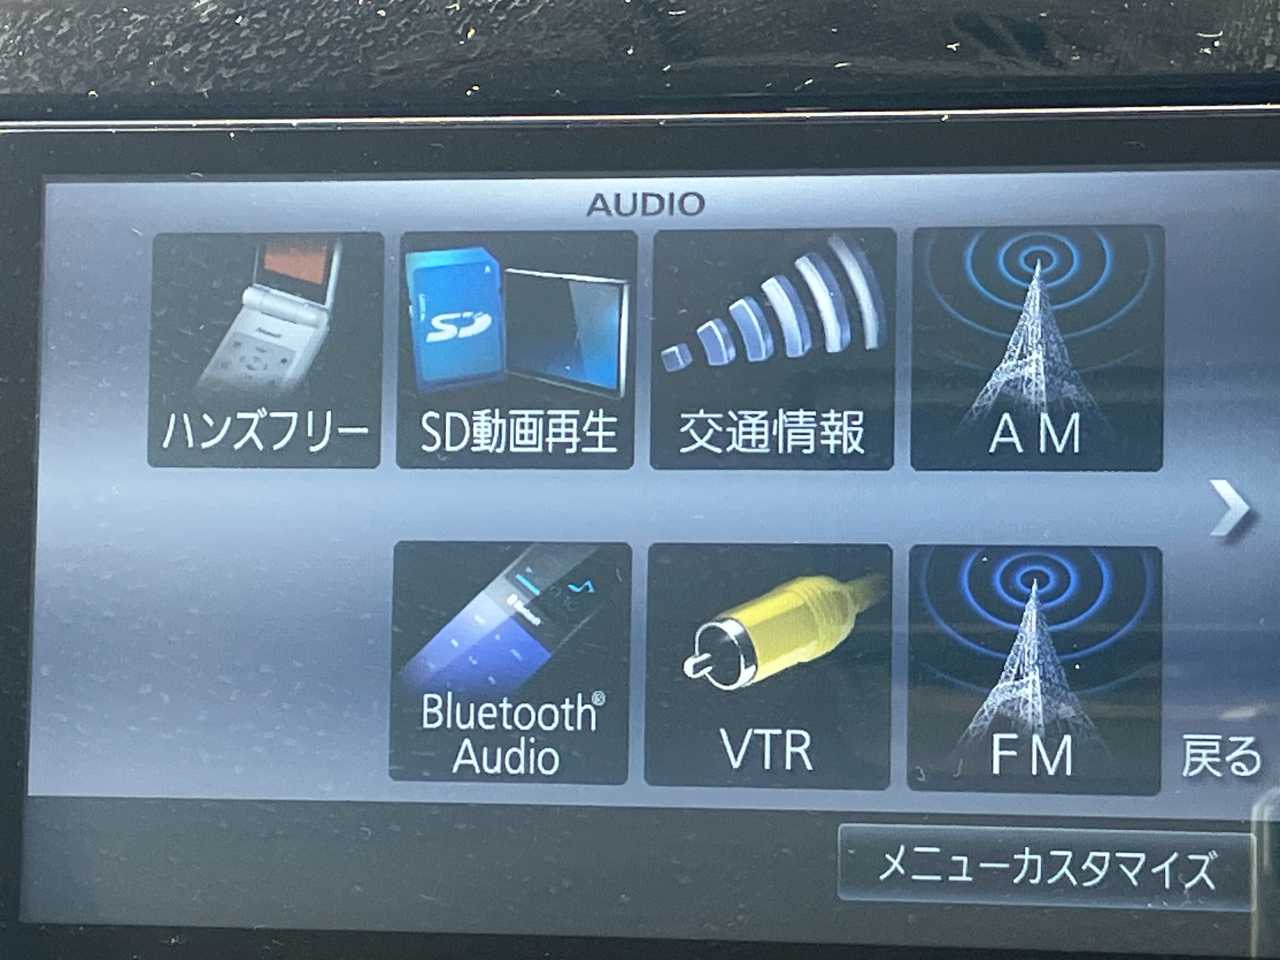 AUDIO
ハンズフリー
SD
SD動画再生
交通情報
AM
Bluetooth®
Audio
VTR
FM
戻る
メニューカスタマイズ